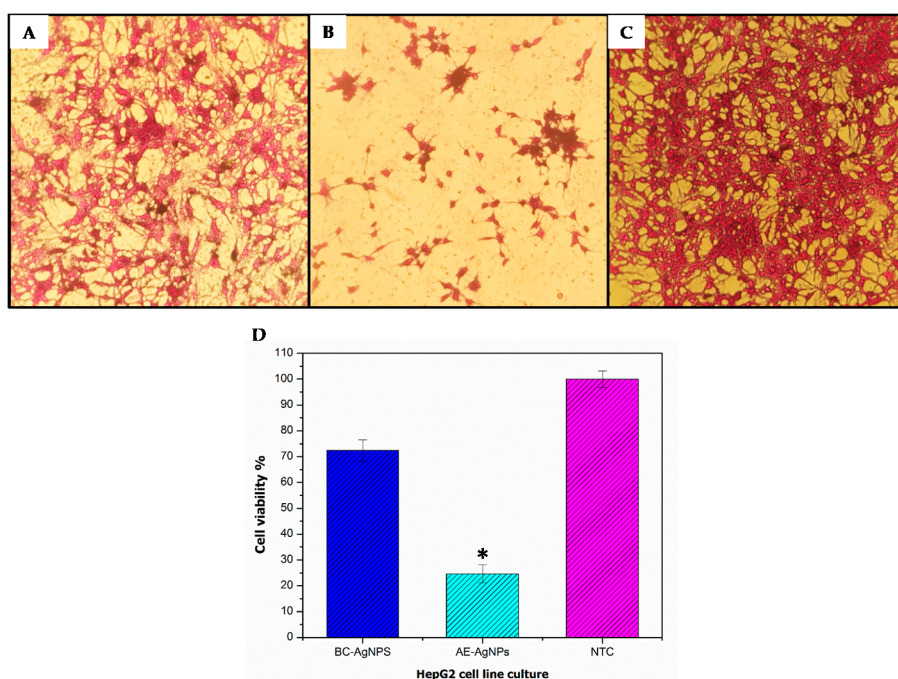 A
B
C
D
110
100
90
80
70
60
50
40
30
20
10
0
Cell viability %
*
BC-AgNPS
AE-AgNPs
NTC
HepG2 cell line culture